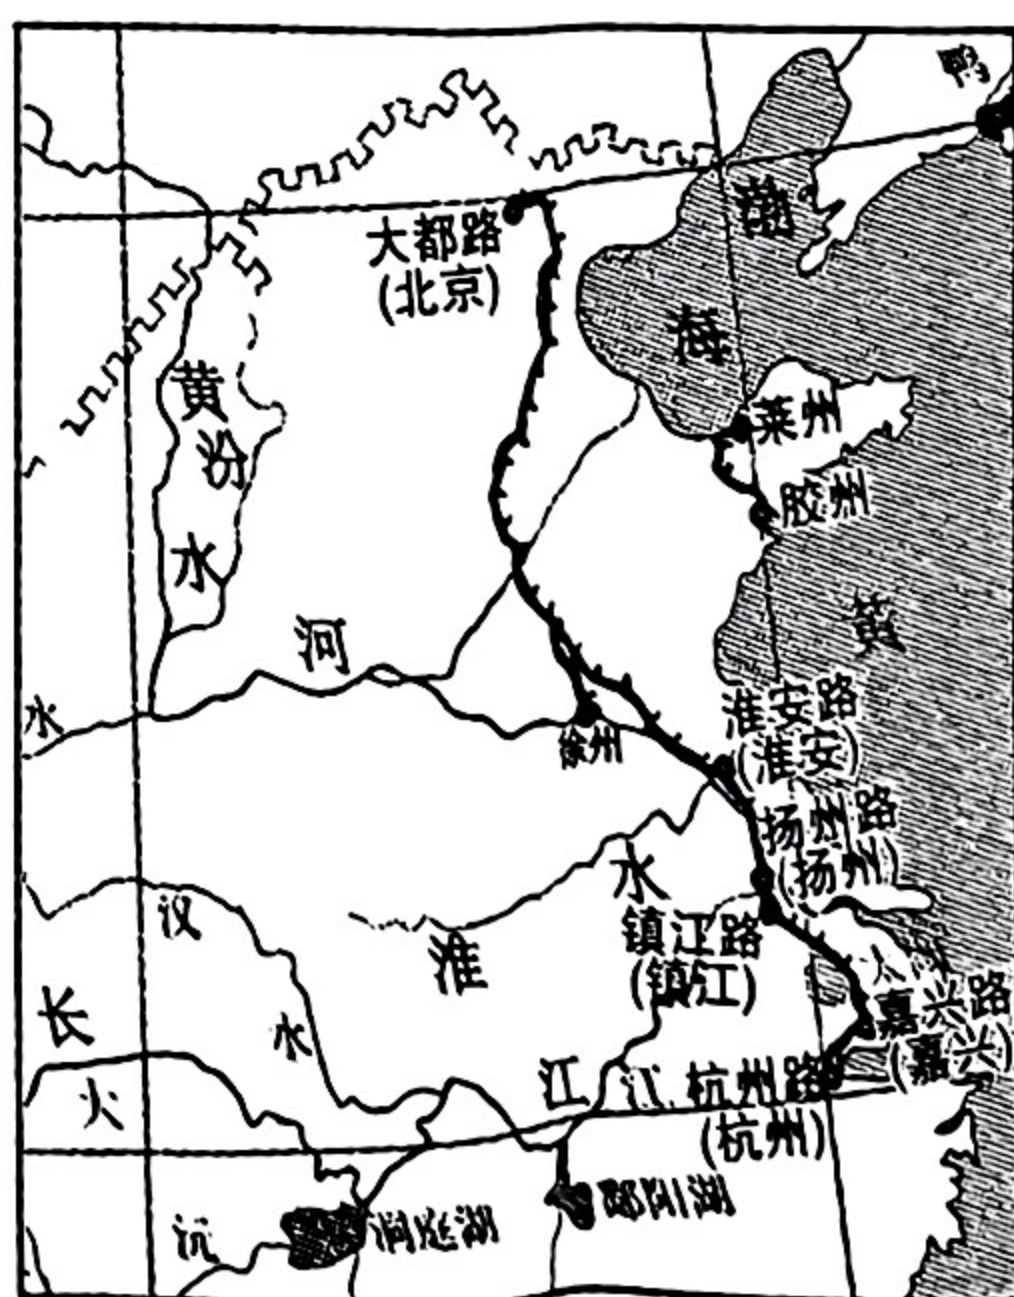 鸭
渤
海
大都路
(北京)
黄
汾
水
莱州
胶州
黄
河
水
徐州
淮安路
(淮安)
扬州路
(扬州)
水
淮
镇江路
(镇江)
汉
水
长
江
太
嘉兴路
(嘉兴)
杭州路
(杭州)
沅
洞庭湖
鄱阳湖